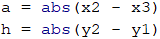 a = abs(x2 - x3)
h = abs(y2 - y1)